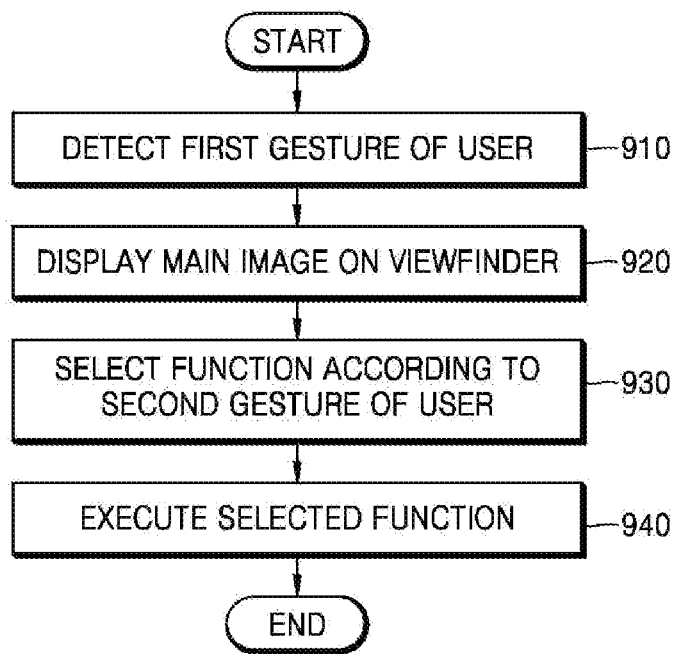 START
DETECT FIRST GESTURE OF USER
910
DISPLAY MAIN IMAGE ON VIEWFINDER
920
SELECT FUNCTION ACCORDING TO
SECOND GESTURE OF USER
930
EXECUTE SELECTED FUNCTION
940
END